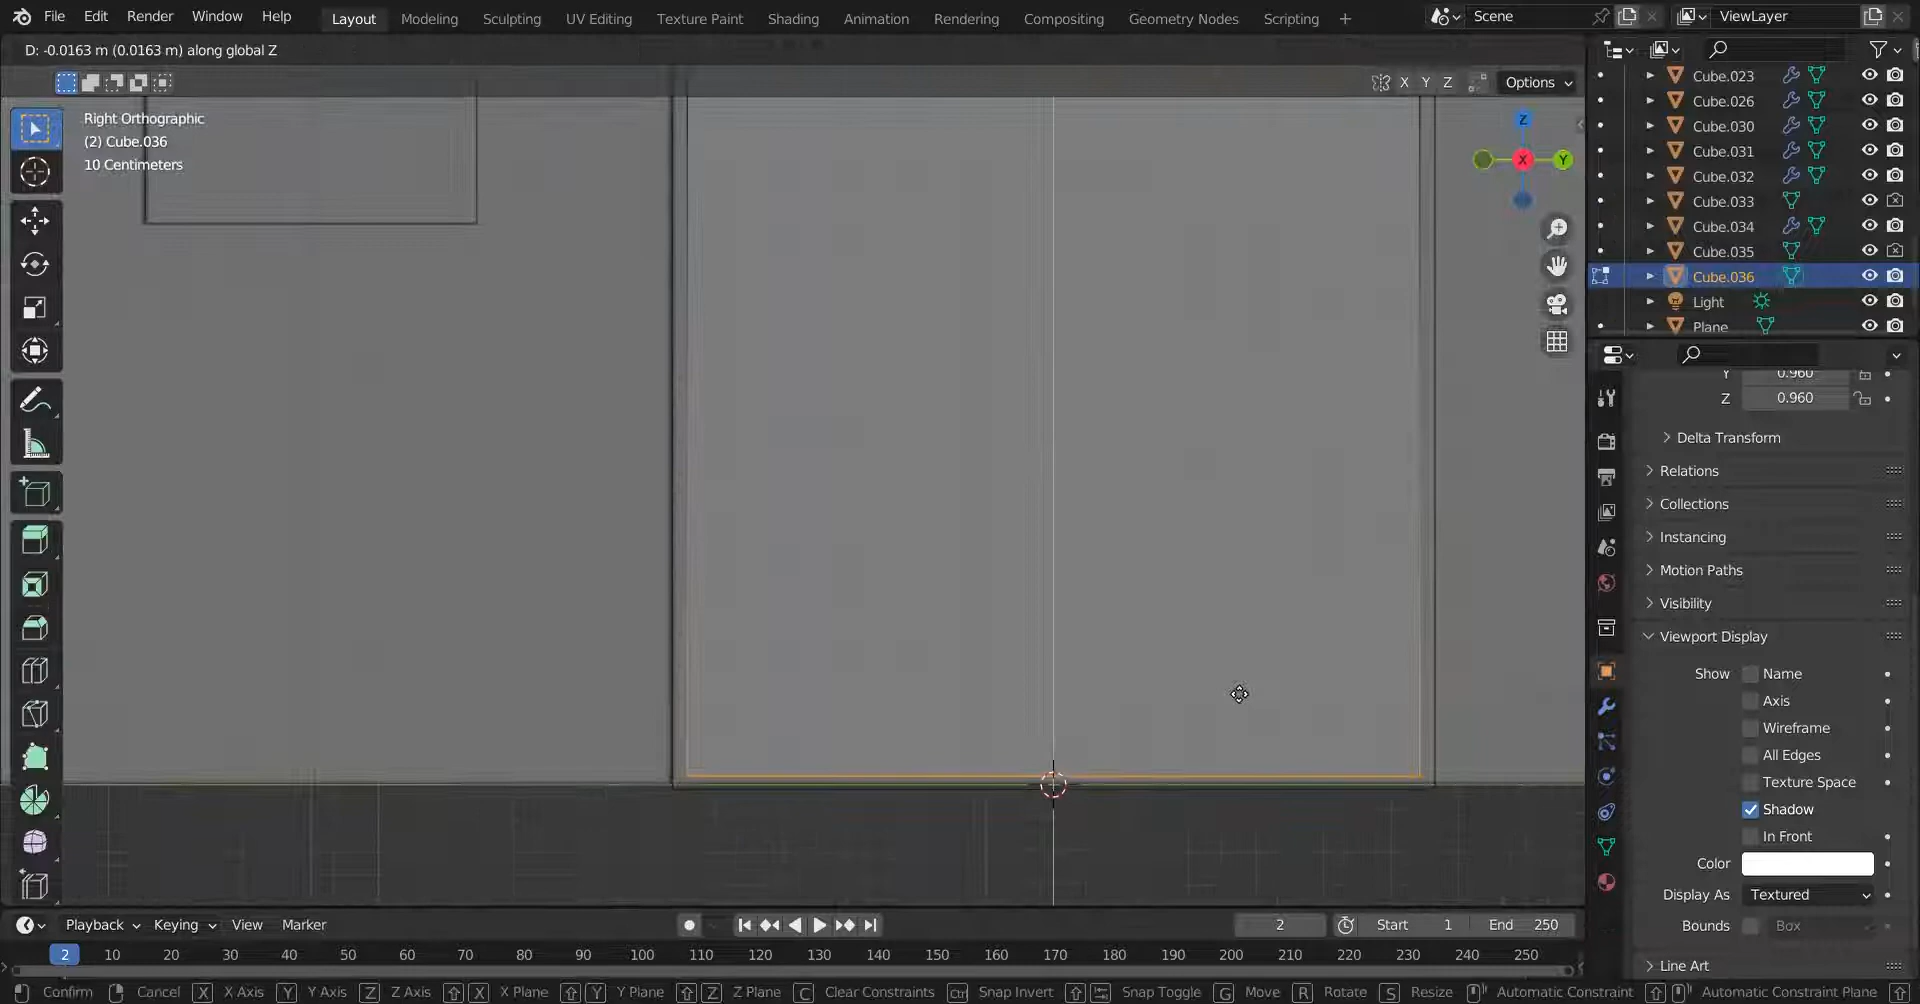 File Edit Render Window Help Layout Modeling Sculpting UV Editing Texture Paint Shading Animation Rendering Compositing Geometry Nodes Scripting + Scene ViewLayer
D: -0.0163 m (0.0163 m) along global Z
X Y Z Options
Right Orthographic
(2) Cube.036
10 Centimeters
Z
X
Y
Cube.023
Cube.026
Cube.030
Cube.031
Cube.032
Cube.033
Cube.034
Cube.035
Cube.036
Light
Plane
Y 0.960
Z 0.960
Delta Transform
Relations
Collections
Instancing
Motion Paths
Visibility
Viewport Display
Show Name
Axis
Wireframe
All Edges
Texture Space
Shadow
In Front
Color
Display As Textured
Bounds Box
Line Art
Playback Keying View Marker 2 Start 1 End 250
2 10 20 30 40 50 60 70 80 90 100 110 120 130 140 150 160 170 180 190 200 210 220 230 240 250
Confirm Cancel X X Axis Y Y Axis Z Z Axis X X Plane Y Y Plane Z Z Plane C Clear Constraints Ctrl Snap Invert Snap Toggle G Move R Rotate S Resize Automatic Constraint Automatic Constraint Plane